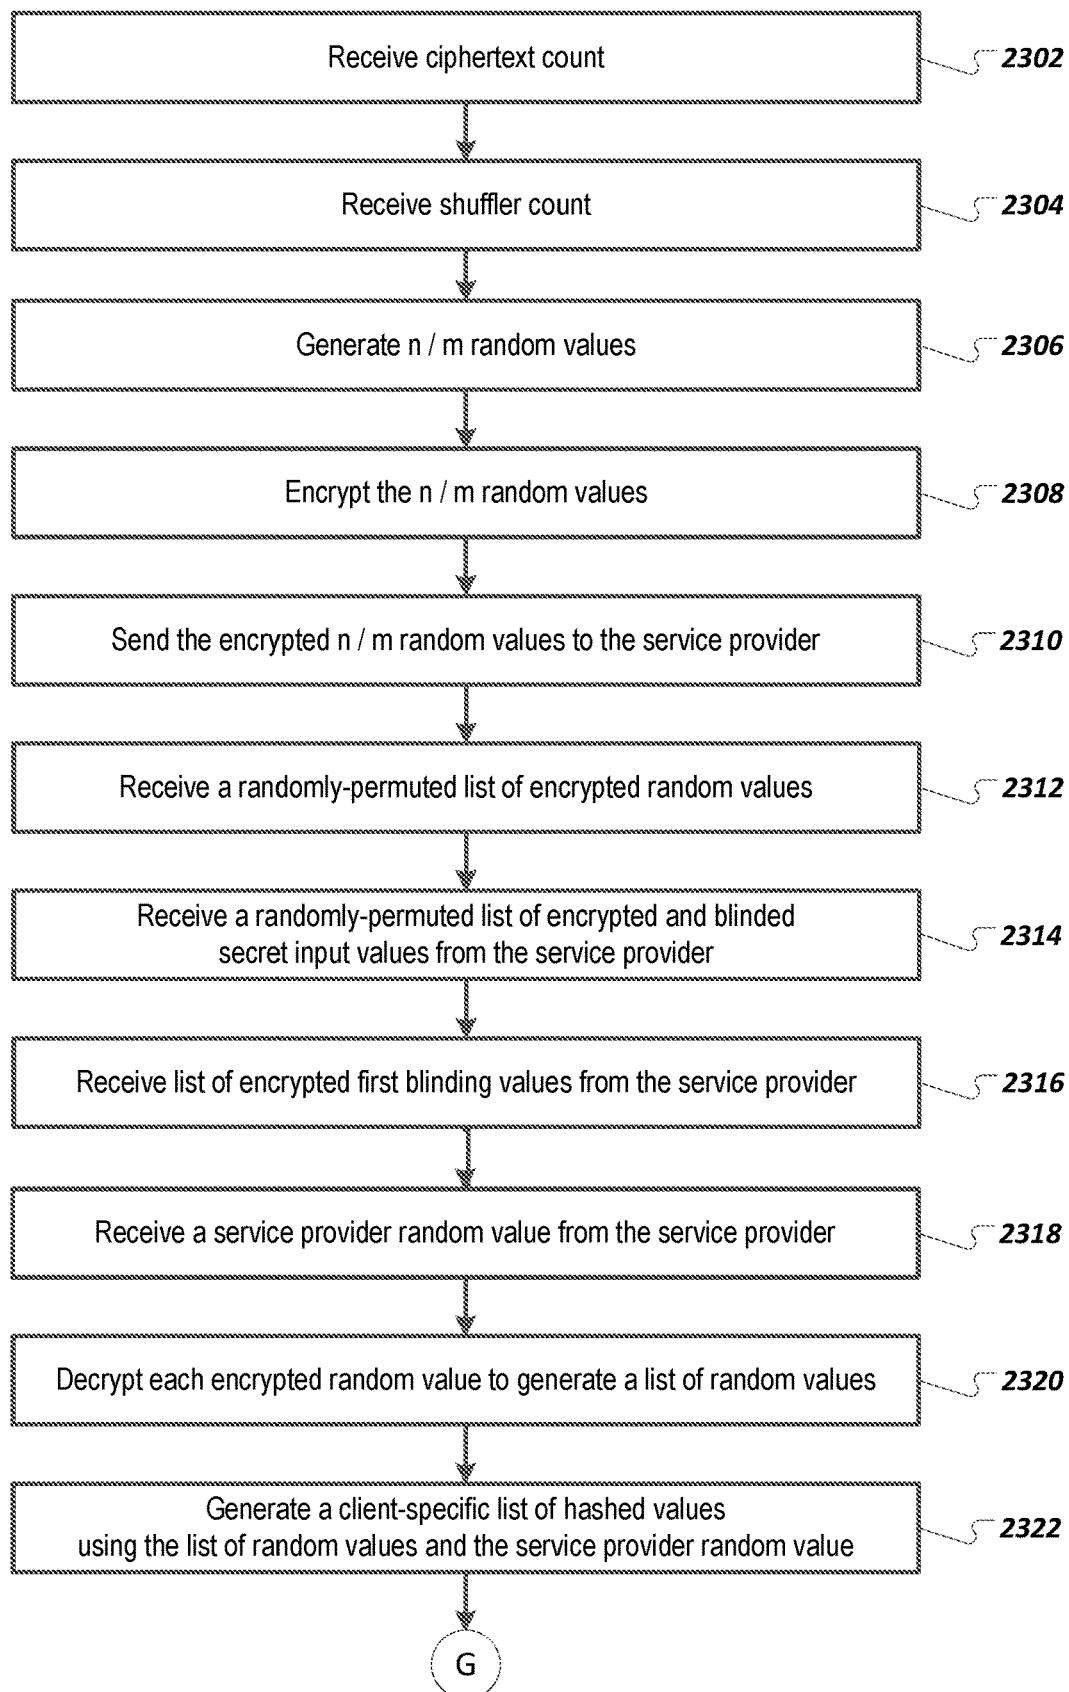 Receive ciphertext count
2302
Receive shuffler count
2304
Generate n / m random values
2306
Encrypt the n / m random values
2308
Send the encrypted n / m random values to the service provider
2310
Receive a randomly-permuted list of encrypted random values
2312
Receive a randomly-permuted list of encrypted and blinded
secret input values from the service provider
2314
Receive list of encrypted first blinding values from the service provider
2316
Receive a service provider random value from the service provider
2318
Decrypt each encrypted random value to generate a list of random values
2320
Generate a client-specific list of hashed values
using the list of random values and the service provider random value
2322
G